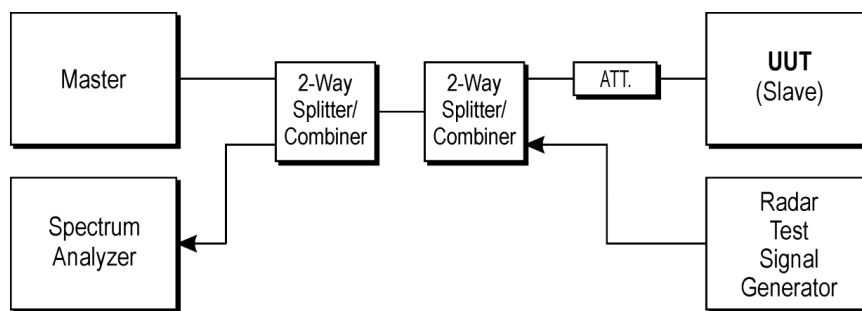 Master
2-Way
Splitter/
Combiner
2-Way
Splitter/
Combiner
ATT.
UUT
(Slave)
Spectrum
Analyzer
Radar
Test
Signal
Generator